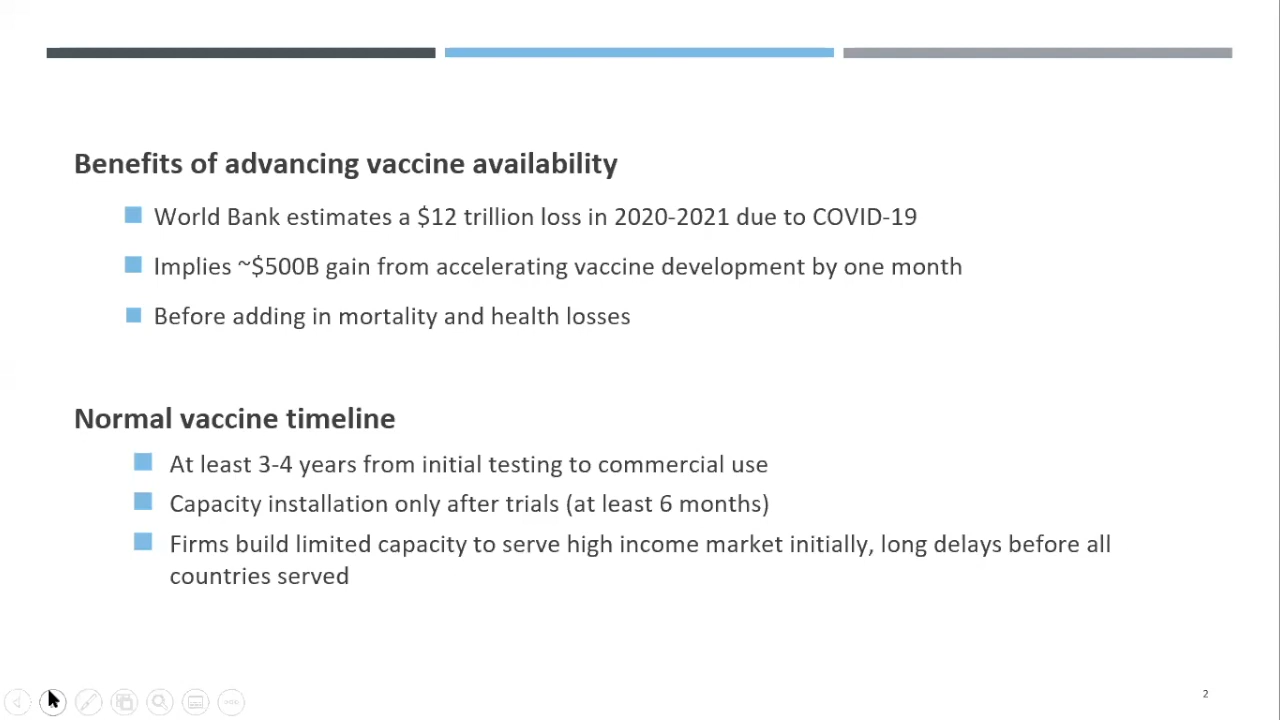 Benefits of advancing vaccine availability
World Bank estimates a $12 trillion loss in 2020-2021 due to COVID-19
Implies ~$500B gain from accelerating vaccine development by one month
Before adding in mortality and health losses
Normal vaccine timeline
At least 3-4 years from initial testing to commercial use
Capacity installation only after trials (at least 6 months)
Firms build limited capacity to serve high income market initially, long delays before all
countries served
2